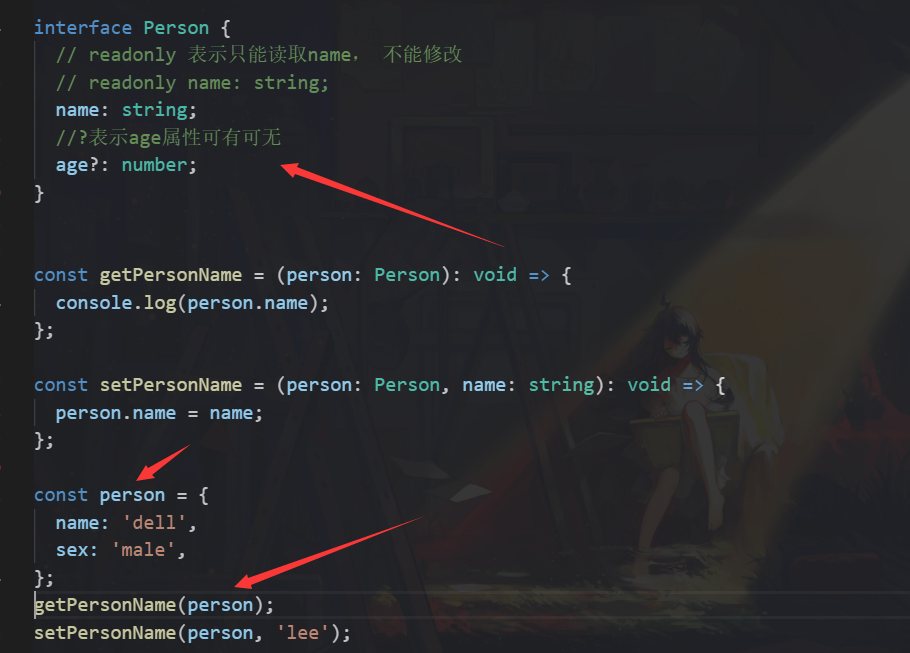 interface Person {
// readonly 表示只能读取name， 不能修改
// readonly name: string;
name: string;
//?表示age属性可有可无
age?: number;
}
const getPersonName = (person: Person): void => {
console.log(person.name);
};
const setPersonName = (person: Person, name: string): void => {
person.name = name;
};
const person = {
name: 'dell',
sex: 'male',
};
getPersonName(person);
setPersonName(person, 'lee');